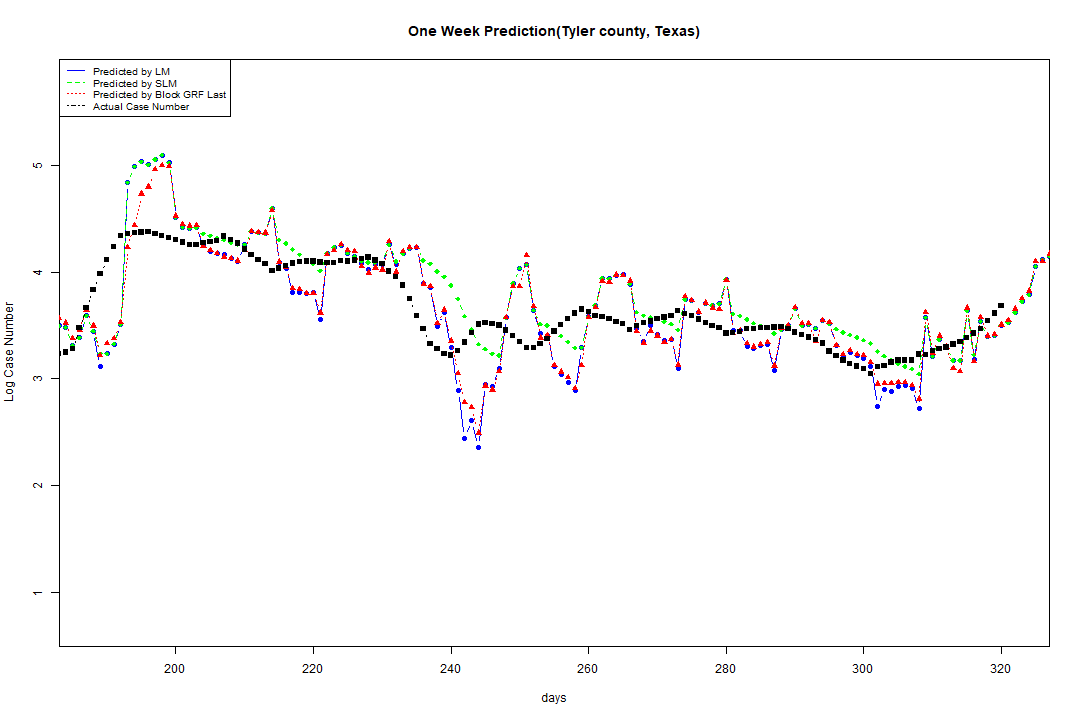 One Week Prediction(Tyler county, Texas)
Predicted by LM
Predicted by SLM
Predicted by Block GRF Last
Actual Case Number
5
4
3
2
1
Log Case Number
200
220
240
260
280
300
320
days